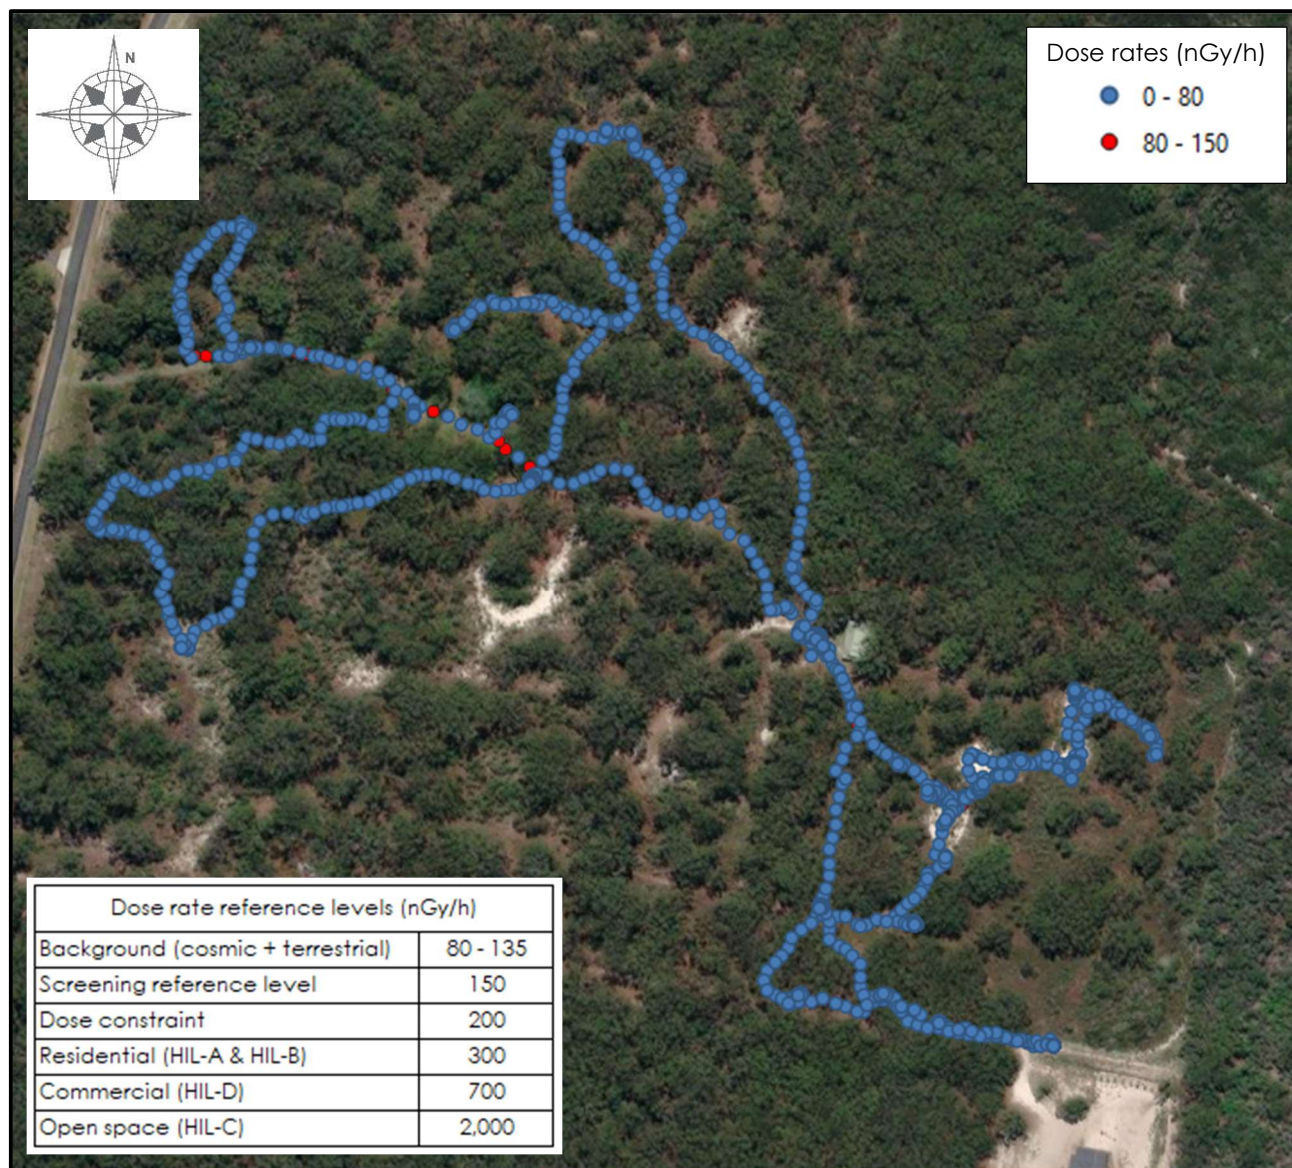 N
Dose rates (nGy/h)
0 - 80
80 - 150
Dose rate reference levels (nGy/h)
Background (cosmic + terrestrial) 80 - 135
Screening reference level 150
Dose constraint 200
Residential (HIL-A & HIL-B) 300
Commercial (HIL-D) 700
Open space (HIL-C) 2,000